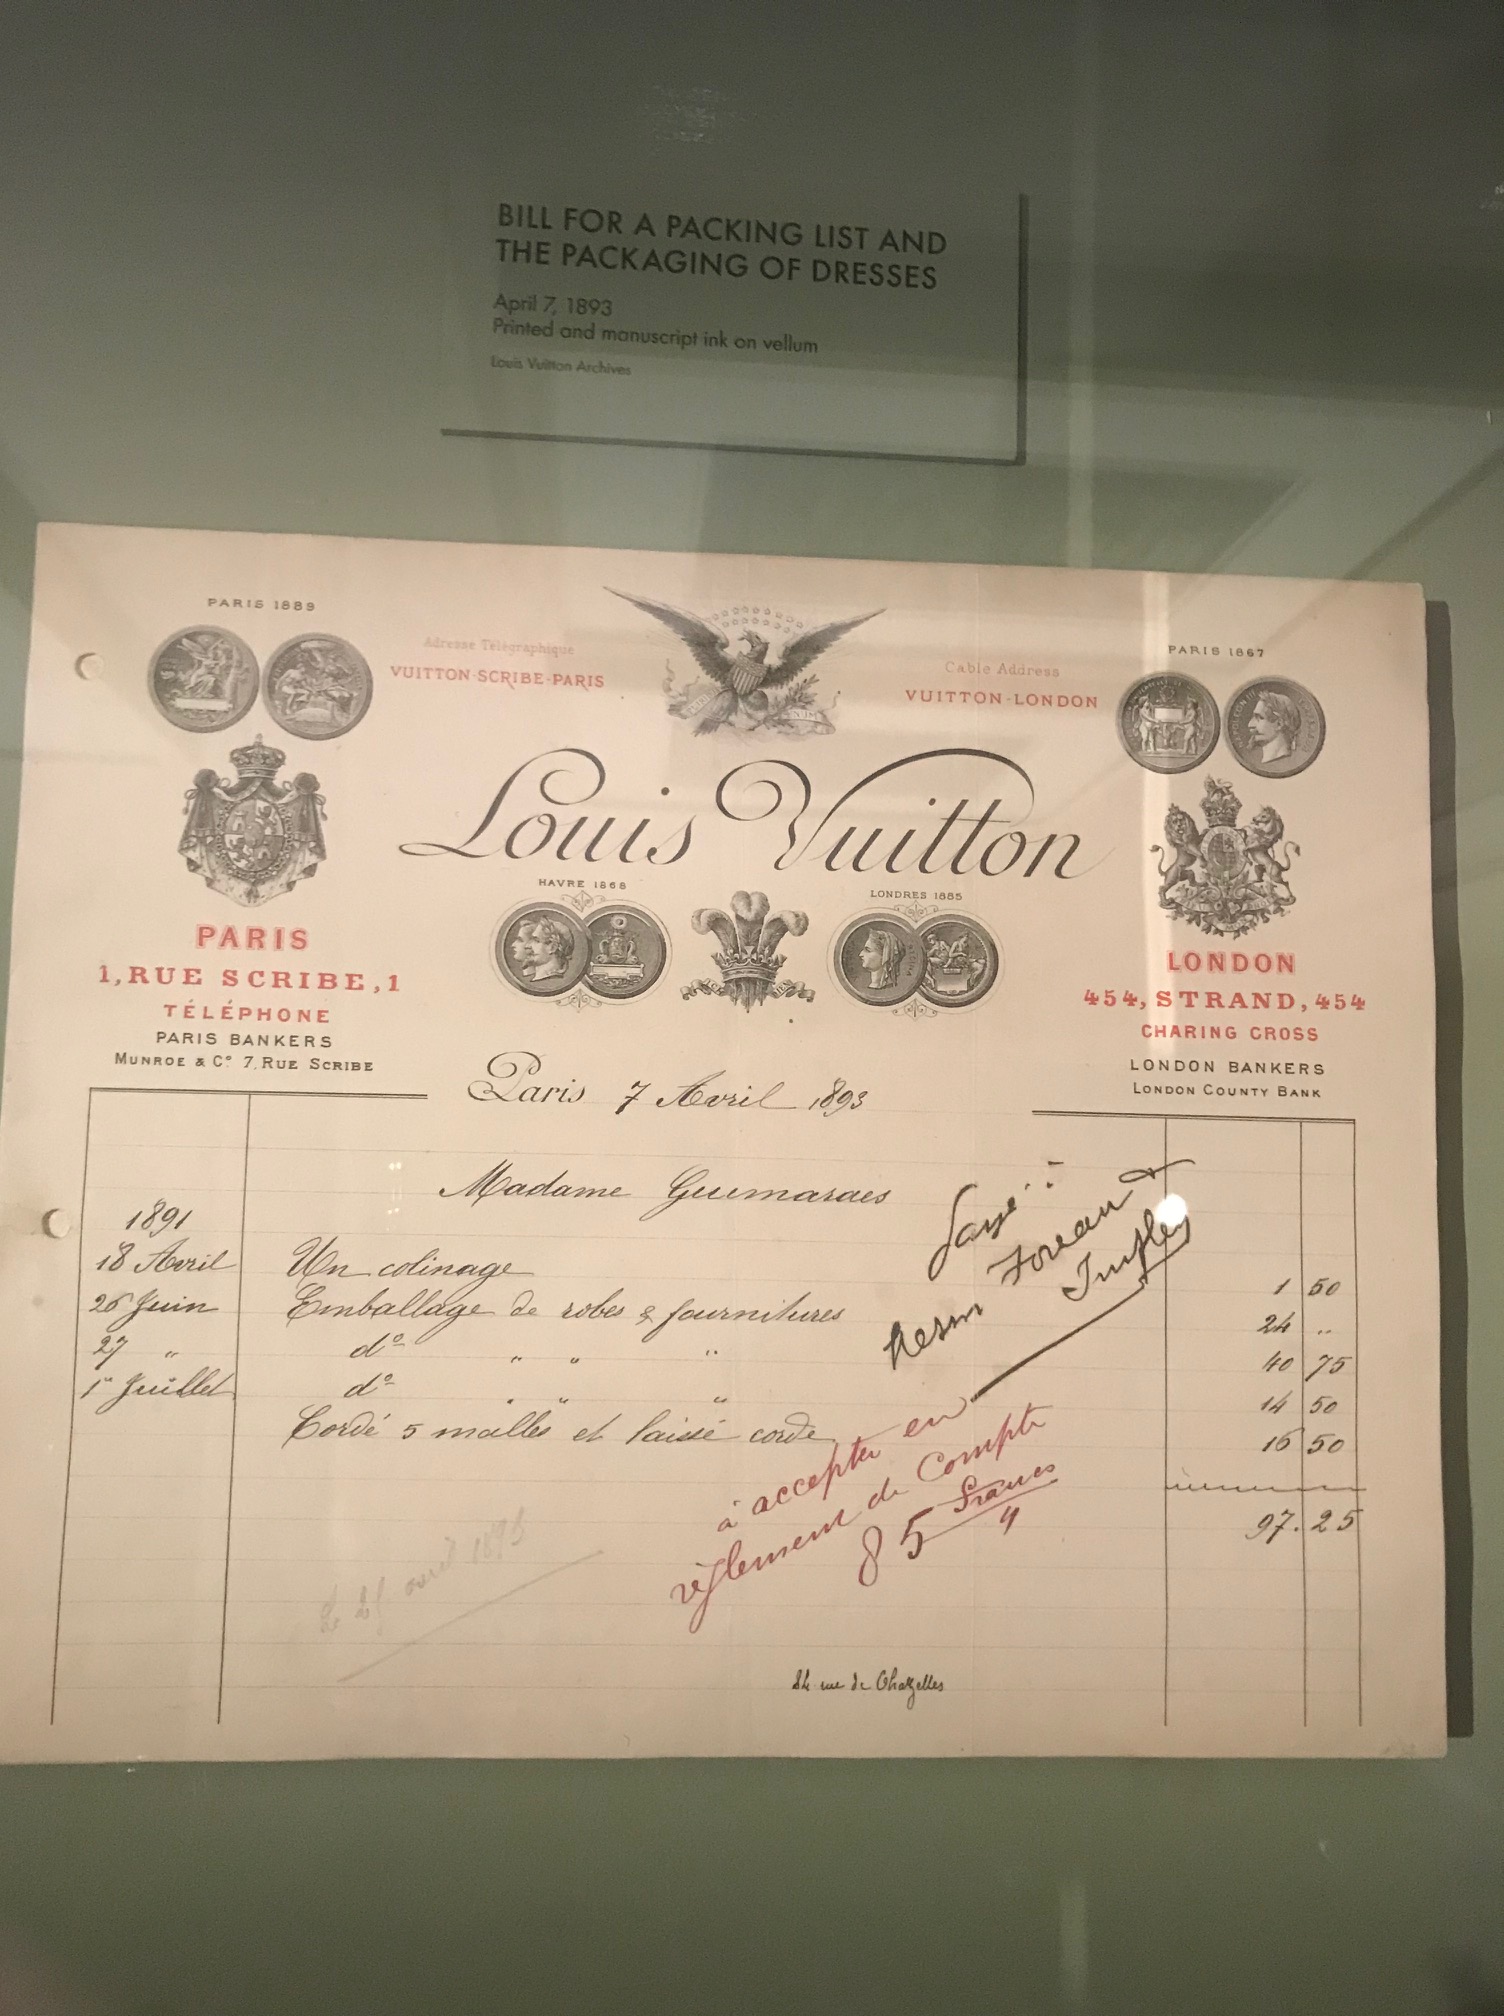 BILL FOR A PACKING LIST AND
THE PACKAGING OF DRESSES
April 7, 1893
Printed and manuscript ink on vellum
Louis Vuitton Archives
PARIS 1889
Adresse Télégraphique
VUITTON-SCRIBE-PARIS
Cable Address
VUITTON-LONDON
PARIS 1867
Louis Vuitton
HAVRE 1868
LONDRES 1885
PARIS
1, RUE SCRIBE, 1
TÉLÉPHONE
PARIS BANKERS
MUNROE & Cº 7, RUE SCRIBE
LONDON
454, STRAND, 454
CHARING CROSS
LONDON BANKERS
LONDON COUNTY BANK
Paris 7 Avril 1893
Madame Guimaraes
1891
18 Avril Un colinage 1 50
26 Juin Emballage de robes & fournitures 24 "
27 " dº " " " 40 75
1er Juillet dº " " " 14 50
Cordé 5 malles et laissé corde 16 50
97.25
à accepter en
règlement de Compte
85 francs
84 rue de Chazelles